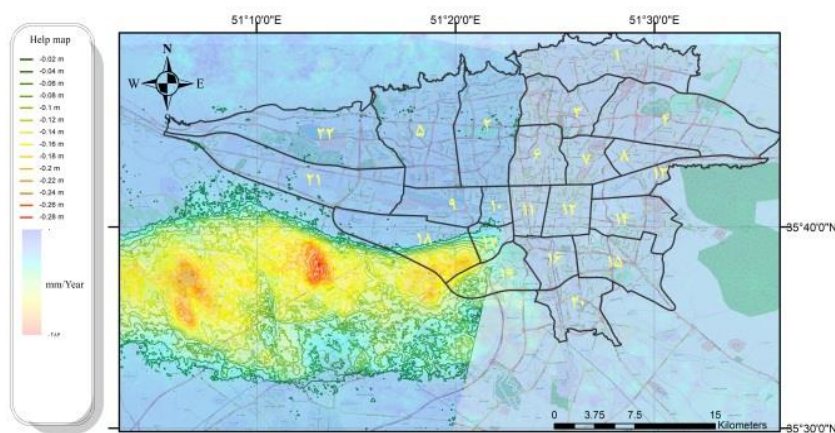 51°10'0"E
51°20'0"E
51°30'0"E
Help map
-0.02 m
-0.04 m
-0.06 m
-0.08 m
-0.1 m
-0.12 m
-0.14 m
-0.16 m
-0.18 m
-0.2 m
-0.22 m
-0.24 m
-0.26 m
-0.28 m
mm/Year
N
W E
S
۱
۲
۳
۴
۵
۲۲
۶
۷
۸
۱۳
۲۱
۹
۱۰
۱۱
۱۲
۱۴
35°40'0"N
۱۸
۱۶
۱۵
۲۰
0 3.75 7.5 15
Kilometers
35°30'0"N